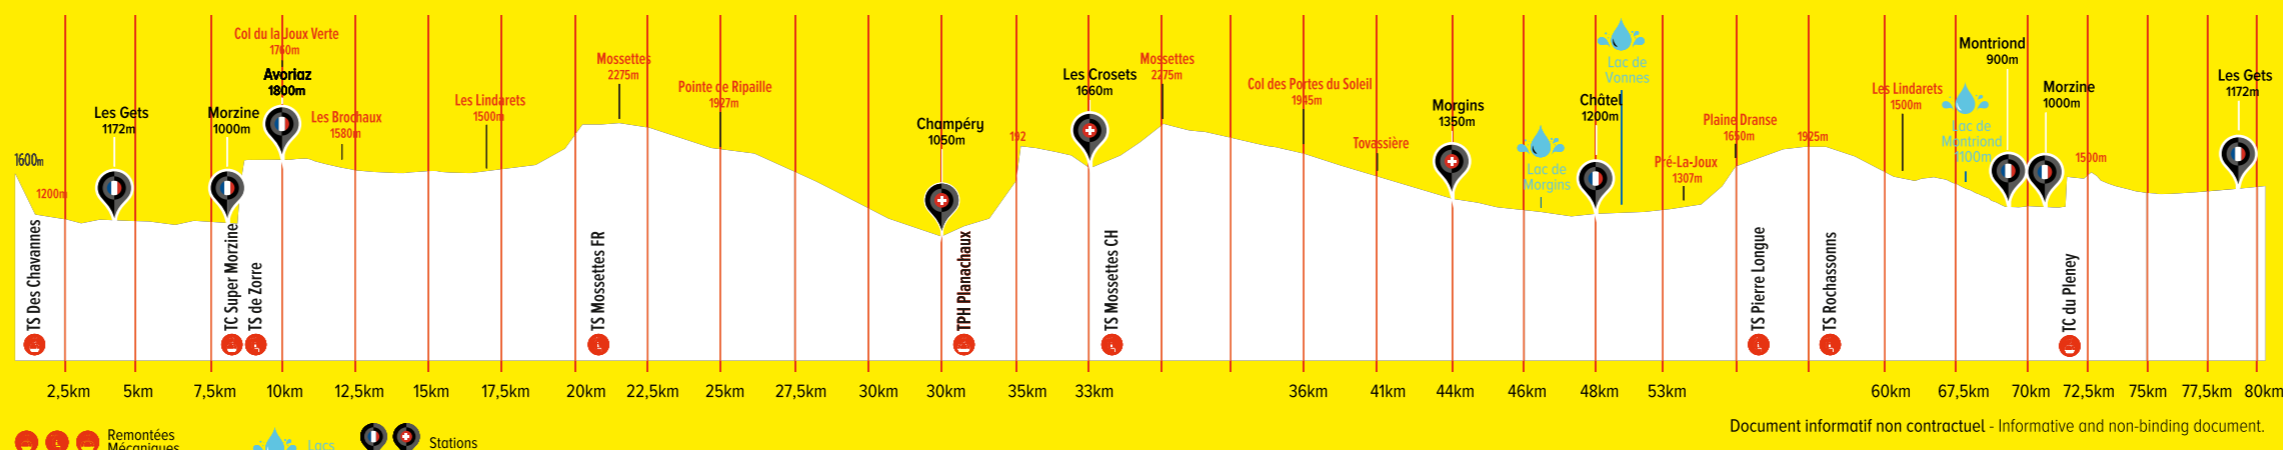 1600m
1200m
Les Gets
1172m
Morzine
1000m
Col du la Joux Verte
1760m
Avoriaz
1800m
Les Brochaux
1580m
Les Lindarets
1500m
Mossettes
2275m
Pointe de Ripaille
1927m
Champéry
1050m
192
Les Crosets
1660m
Mossettes
2275m
Col des Portes du Soleil
1945m
Tovassière
Morgins
1350m
Lac de
Morgins
Châtel
1200m
Lac de
Vonnes
Pré-La-Joux
1307m
Plaine Dranse
1650m
1925m
Les Lindarets
1500m
Lac de
Montriond
1100m
Montriond
900m
Morzine
1000m
1500m
Les Gets
1172m
TS Des Chavannes
TC Super Morzine
TS de Zorre
TS Mossettes FR
TPH Planachaux
TS Mossettes CH
TS Pierre Longue
TS Rochassons
TC du Pleney
2,5km 5km 7,5km 10km 12,5km 15km 17,5km 20km 22,5km 25km 27,5km 30km 30km 35km 33km 36km 41km 44km 46km 48km 53km 60km 67,5km 70km 72,5km 75km 77,5km 80km
Remontées
Mécaniques
Lacs
Stations
Document informatif non contractuel - Informative and non-binding document.